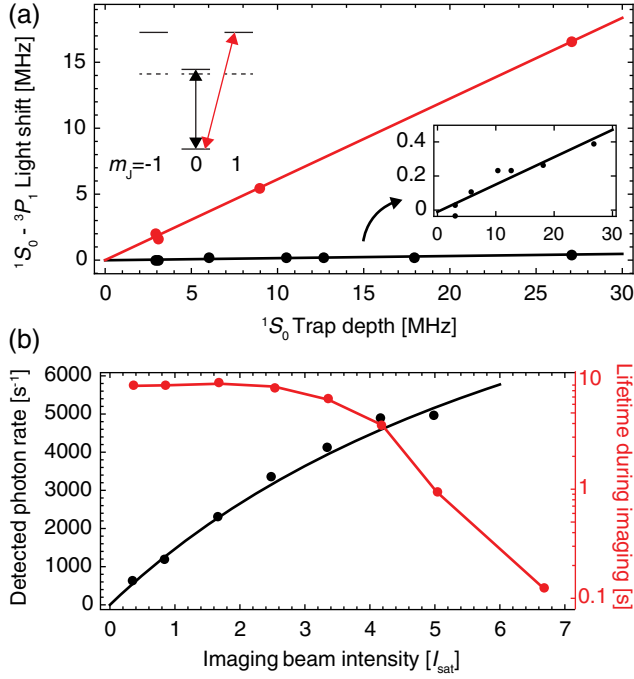 (a)
¹S₀ - ³P₁ Light shift [MHz]
15
10
5
0
mJ=-1 0 1
0.4
0.2
0
0 10 20 30
0 5 10 15 20 25 30
¹S₀ Trap depth [MHz]
(b)
Detected photon rate [s⁻¹]
6000
5000
4000
3000
2000
1000
0
10
1
0.1
Lifetime during imaging [s]
0 1 2 3 4 5 6 7
Imaging beam intensity [Isat]